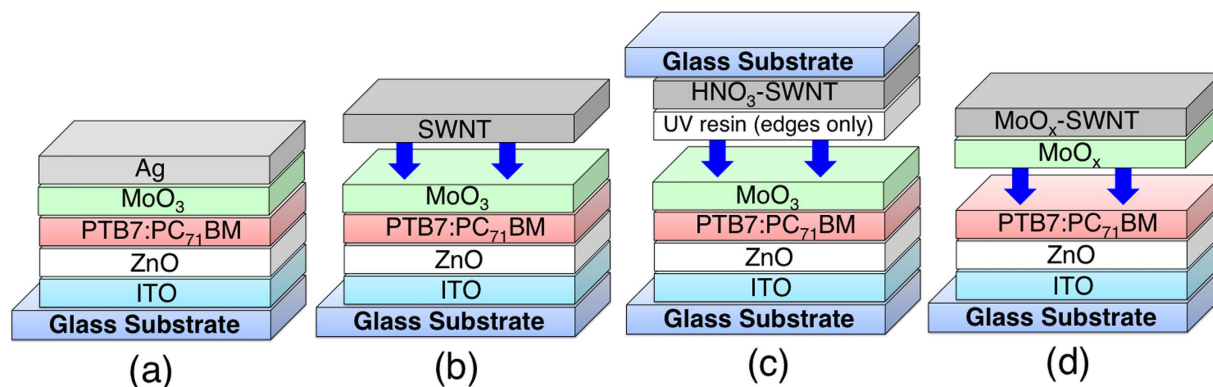 Ag
MoO₃
PTB7:PC₇₁BM
ZnO
ITO
Glass Substrate
(a)
SWNT
MoO₃
PTB7:PC₇₁BM
ZnO
ITO
Glass Substrate
(b)
Glass Substrate
HNO₃-SWNT
UV resin (edges only)
MoO₃
PTB7:PC₇₁BM
ZnO
ITO
Glass Substrate
(c)
MoOₓ-SWNT
MoOₓ
PTB7:PC₇₁BM
ZnO
ITO
Glass Substrate
(d)